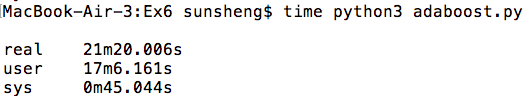 [MacBook-Air-3:Ex6 sunsheng$ time python3 adaboost.py
real 21m20.006s
user 17m6.161s
sys 0m45.044s